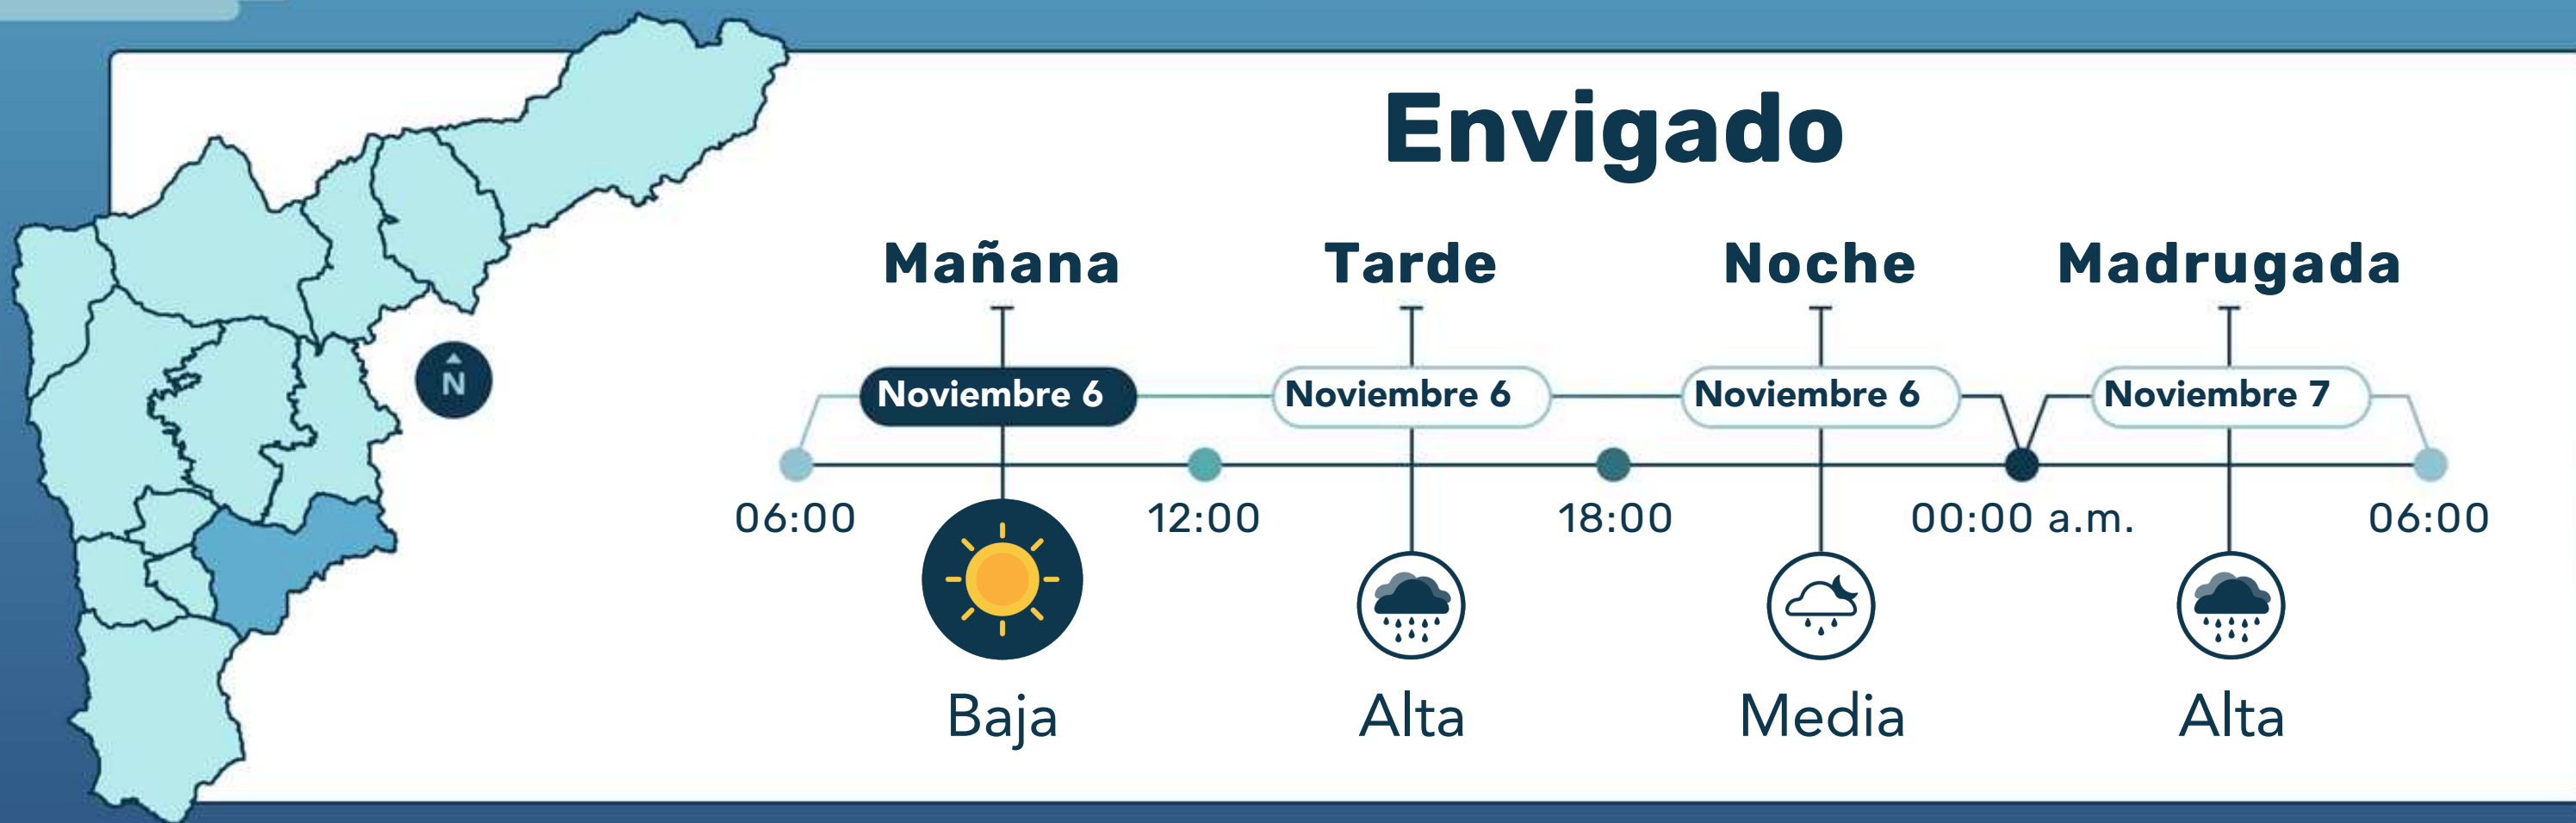 Envigado
Mañana Tarde Noche Madrugada
N
Noviembre 6 Noviembre 6 Noviembre 6 Noviembre 7
06:00 12:00 18:00 00:00 a.m. 06:00
Baja Alta Media Alta